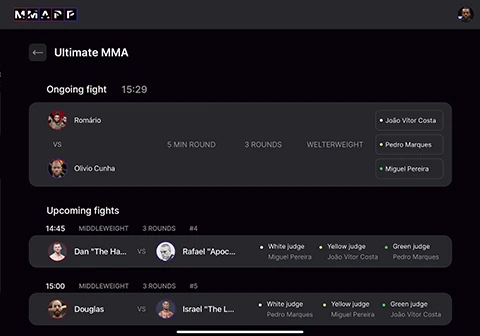 MMAPP
Ultimate MMA
Ongoing fight 15:29
Romário
VS
Olivio Cunha
5 MIN ROUND 3 ROUNDS WELTERWEIGHT
João Vitor Costa
Pedro Marques
Miguel Pereira
Upcoming fights
14:45 MIDDLEWEIGHT 3 ROUNDS #4
Dan "The Ha... VS Rafael "Apoc...
White judge Yellow judge Green judge
Miguel Pereira João Vitor Costa Pedro Marques
15:00 MIDDLEWEIGHT 3 ROUNDS #5
Douglas VS Israel "The L...
White judge Yellow judge Green judge
Pedro Marques Miguel Pereira João Vitor Costa